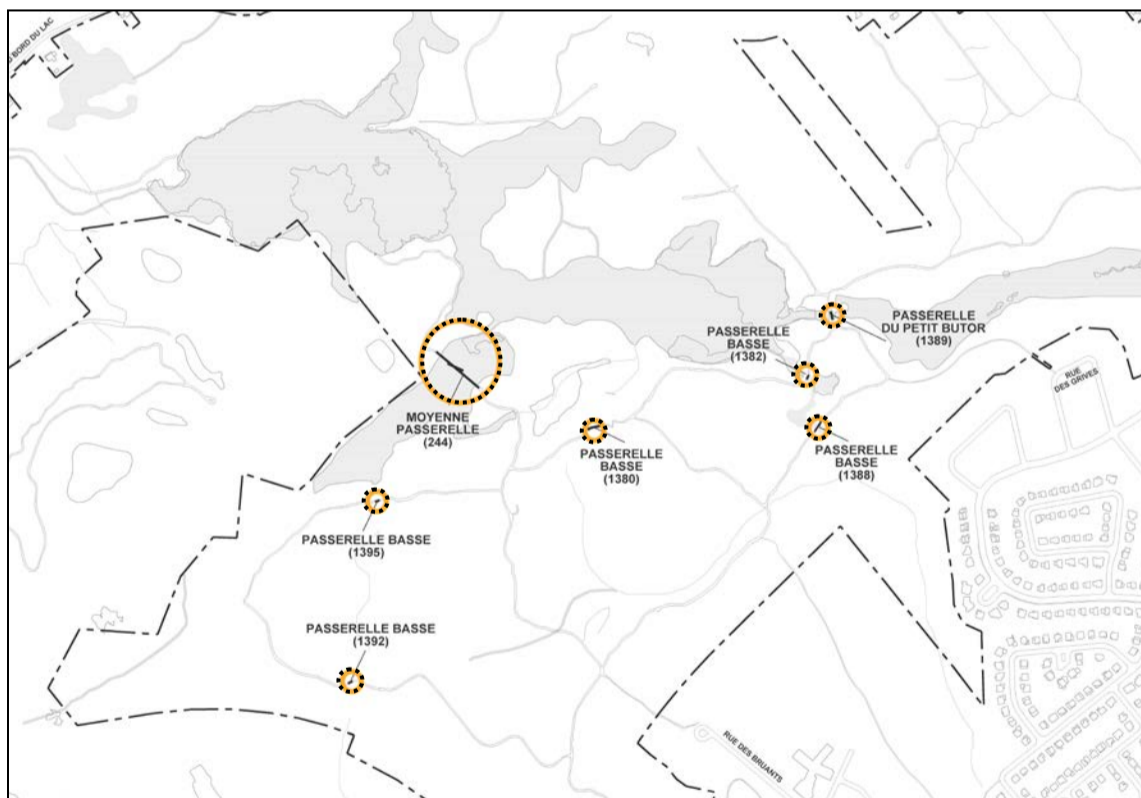 BORD DU LAC
PASSERELLE
DU PETIT BUTOR
(1389)
PASSERELLE
BASSE
(1382)
RUE
DES GRIVES
MOYENNE
PASSERELLE
(244)
PASSERELLE
BASSE
(1380)
PASSERELLE
BASSE
(1388)
PASSERELLE BASSE
(1395)
PASSERELLE BASSE
(1392)
RUE DES BRUANTS